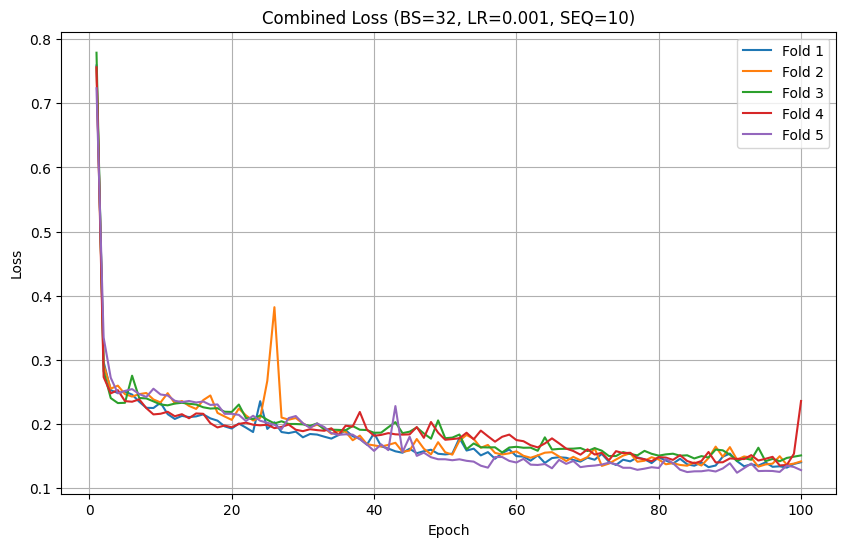 Combined Loss (BS=32, LR=0.001, SEQ=10)
Fold 1
Fold 2
Fold 3
Fold 4
Fold 5
Loss
0.8
0.7
0.6
0.5
0.4
0.3
0.2
0.1
0
20
40
60
80
100
Epoch